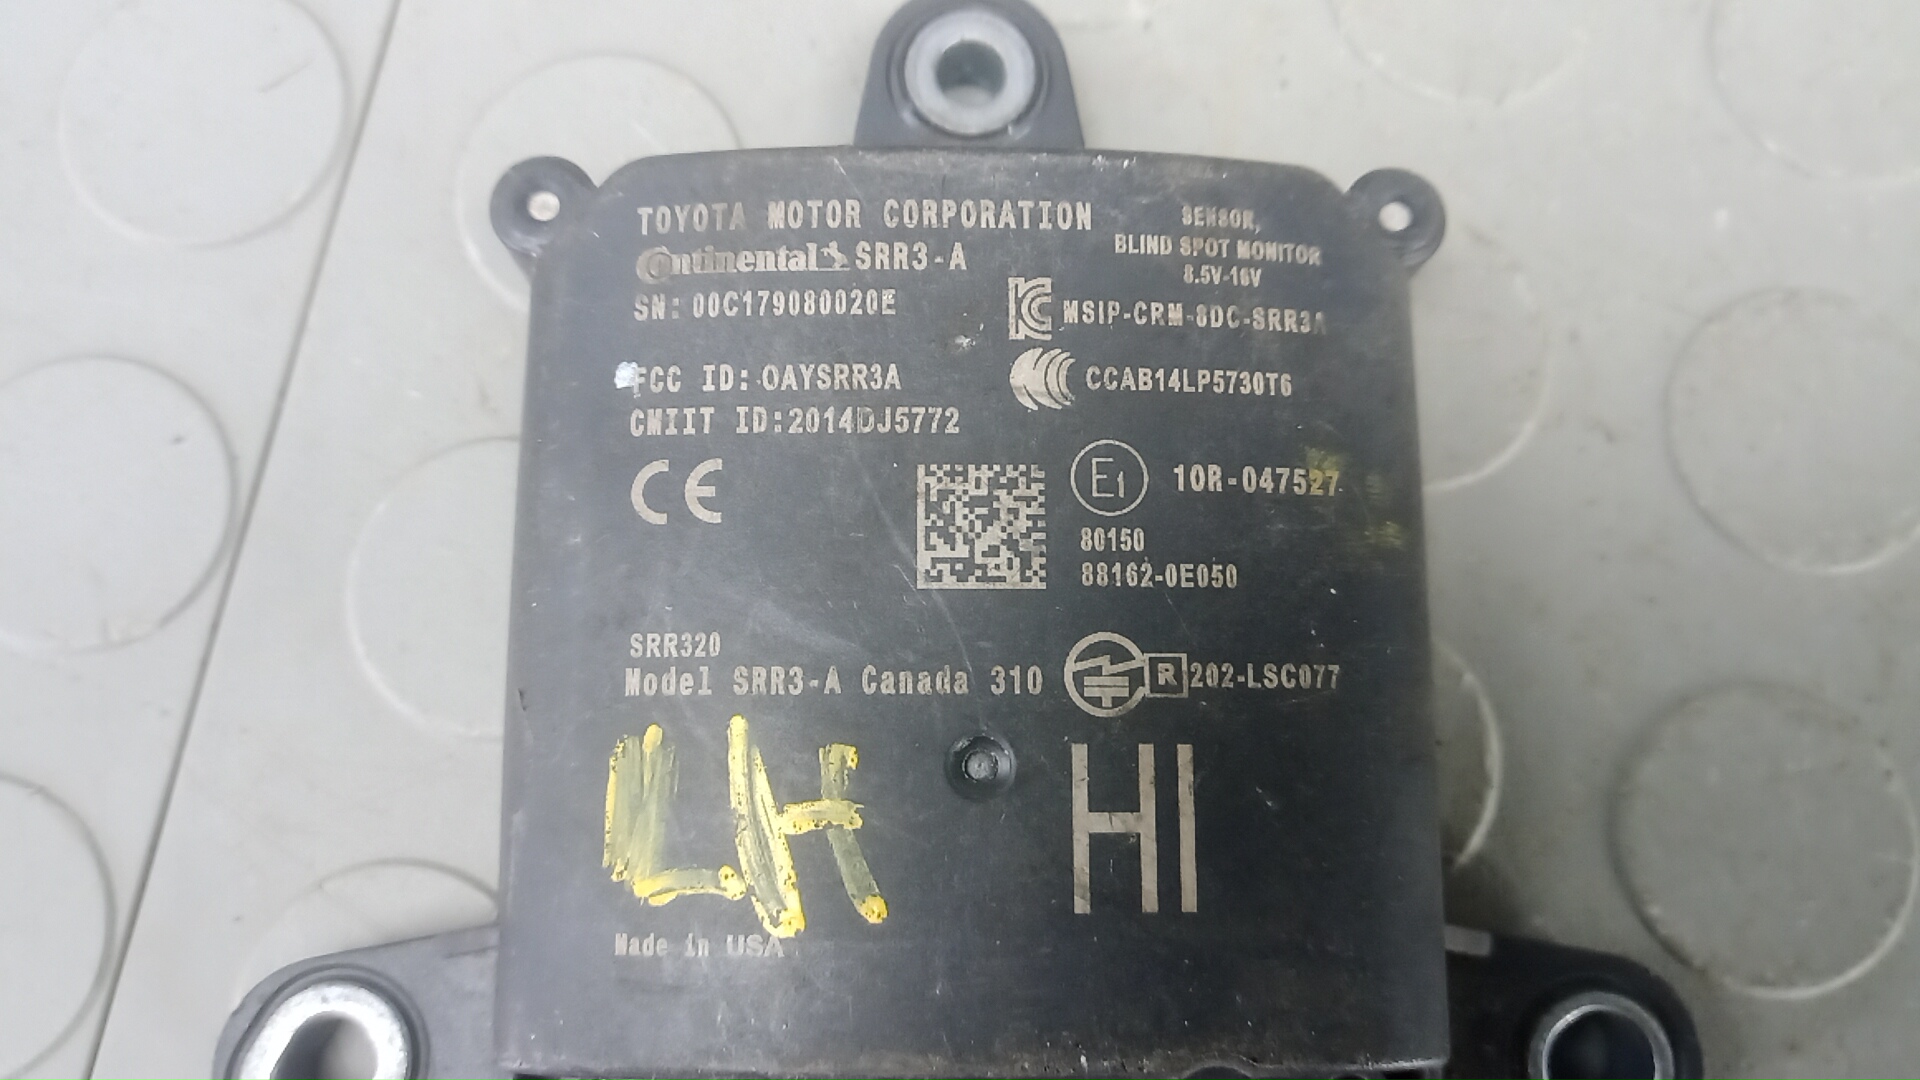 TOYOTA MOTOR CORPORATION
Continental SRR3-A
SN: 00C179080020E
SENSOR,
BLIND SPOT MONITOR
8.5V-16V
MSIP-CRM-8DC-SRR3A
FCC ID: OAYSRR3A
CCAB14LP5730T6
CMIIT ID:2014DJ5772
CE
E1 10R-047527
80150
88162-0E050
SRR320
Model SRR3-A Canada 310
R 202-LSC077
LH
HI
Made in USA